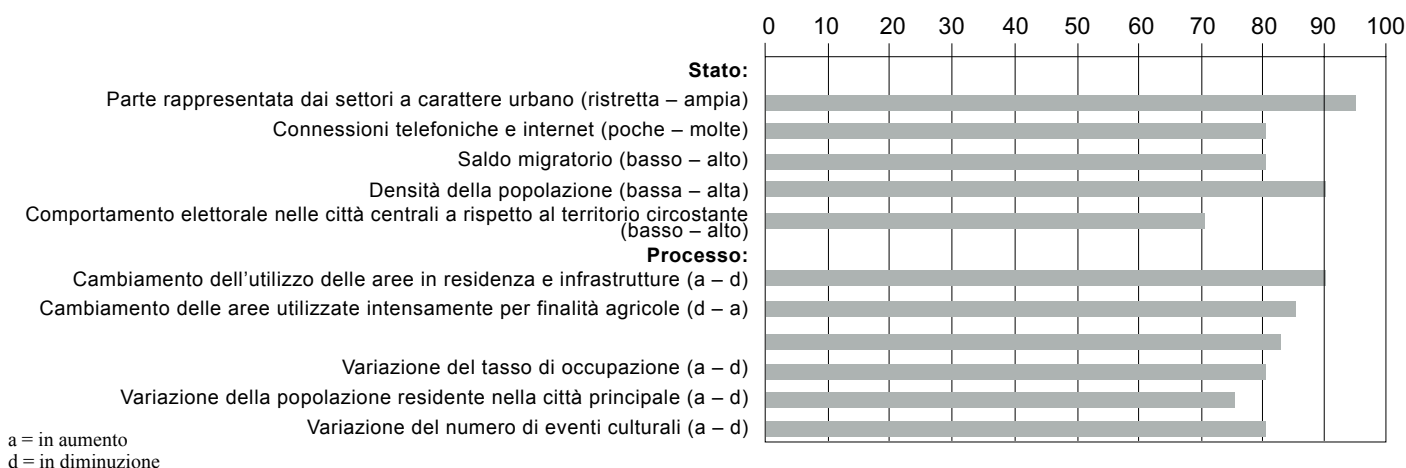 0 10 20 30 40 50 60 70 80 90 100
Stato:
Parte rappresentata dai settori a carattere urbano (ristretta – ampia)
Connessioni telefoniche e internet (poche – molte)
Saldo migratorio (basso – alto)
Densità della popolazione (bassa – alta)
Comportamento elettorale nelle città centrali a rispetto al territorio circostante
(basso – alto)
Processo:
Cambiamento dell’utilizzo delle aree in residenza e infrastrutture (a – d)
Cambiamento delle aree utilizzate intensamente per finalità agricole (d – a)
Variazione del tasso di occupazione (a – d)
Variazione della popolazione residente nella città principale (a – d)
Variazione del numero di eventi culturali (a – d)
a = in aumento
d = in diminuzione